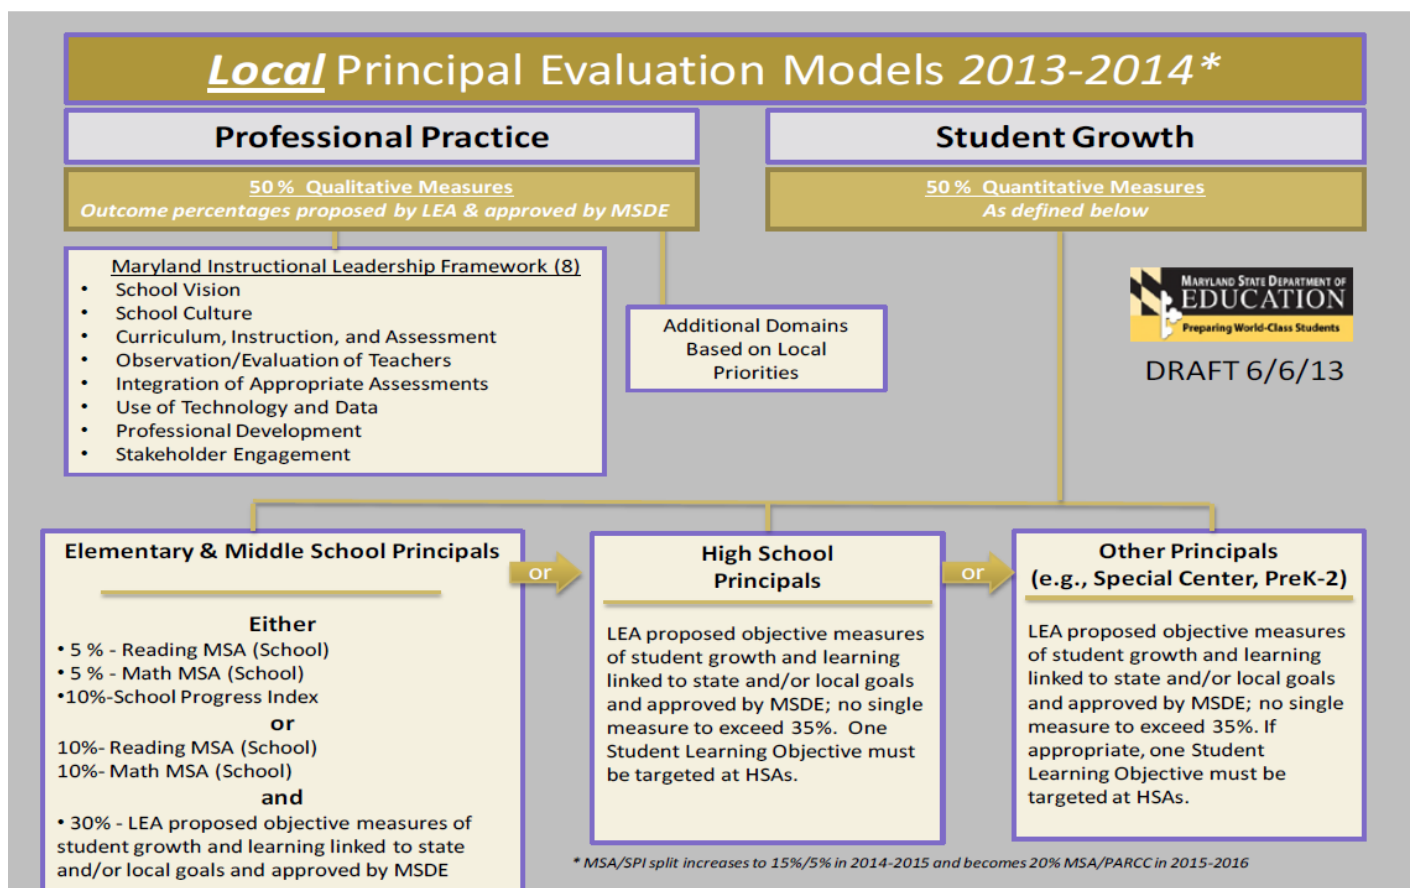 Local Principal Evaluation Models 2013-2014*
Professional Practice
50 % Qualitative Measures
Outcome percentages proposed by LEA & approved by MSDE
Student Growth
50 % Quantitative Measures
As defined below
Maryland Instructional Leadership Framework (8)
• School Vision
• School Culture
• Curriculum, Instruction, and Assessment
• Observation/Evaluation of Teachers
• Integration of Appropriate Assessments
• Use of Technology and Data
• Professional Development
• Stakeholder Engagement
Additional Domains
Based on Local
Priorities
MARYLAND STATE DEPARTMENT OF
EDUCATION
Preparing World-Class Students
DRAFT 6/6/13
Elementary & Middle School Principals
Either
• 5 % - Reading MSA (School)
• 5 % - Math MSA (School)
•10%-School Progress Index
or
10%- Reading MSA (School)
10%- Math MSA (School)
and
• 30% - LEA proposed objective measures of
student growth and learning linked to state
and/or local goals and approved by MSDE
or
High School
Principals
LEA proposed objective measures
of student growth and learning
linked to state and/or local goals
and approved by MSDE; no single
measure to exceed 35%. One
Student Learning Objective must
be targeted at HSAs.
or
Other Principals
(e.g., Special Center, PreK-2)
LEA proposed objective measures
of student growth and learning
linked to state and/or local goals
and approved by MSDE; no single
measure to exceed 35%. If
appropriate, one Student
Learning Objective must be
targeted at HSAs.
* MSA/SPI split increases to 15%/5% in 2014-2015 and becomes 20% MSA/PARCC in 2015-2016